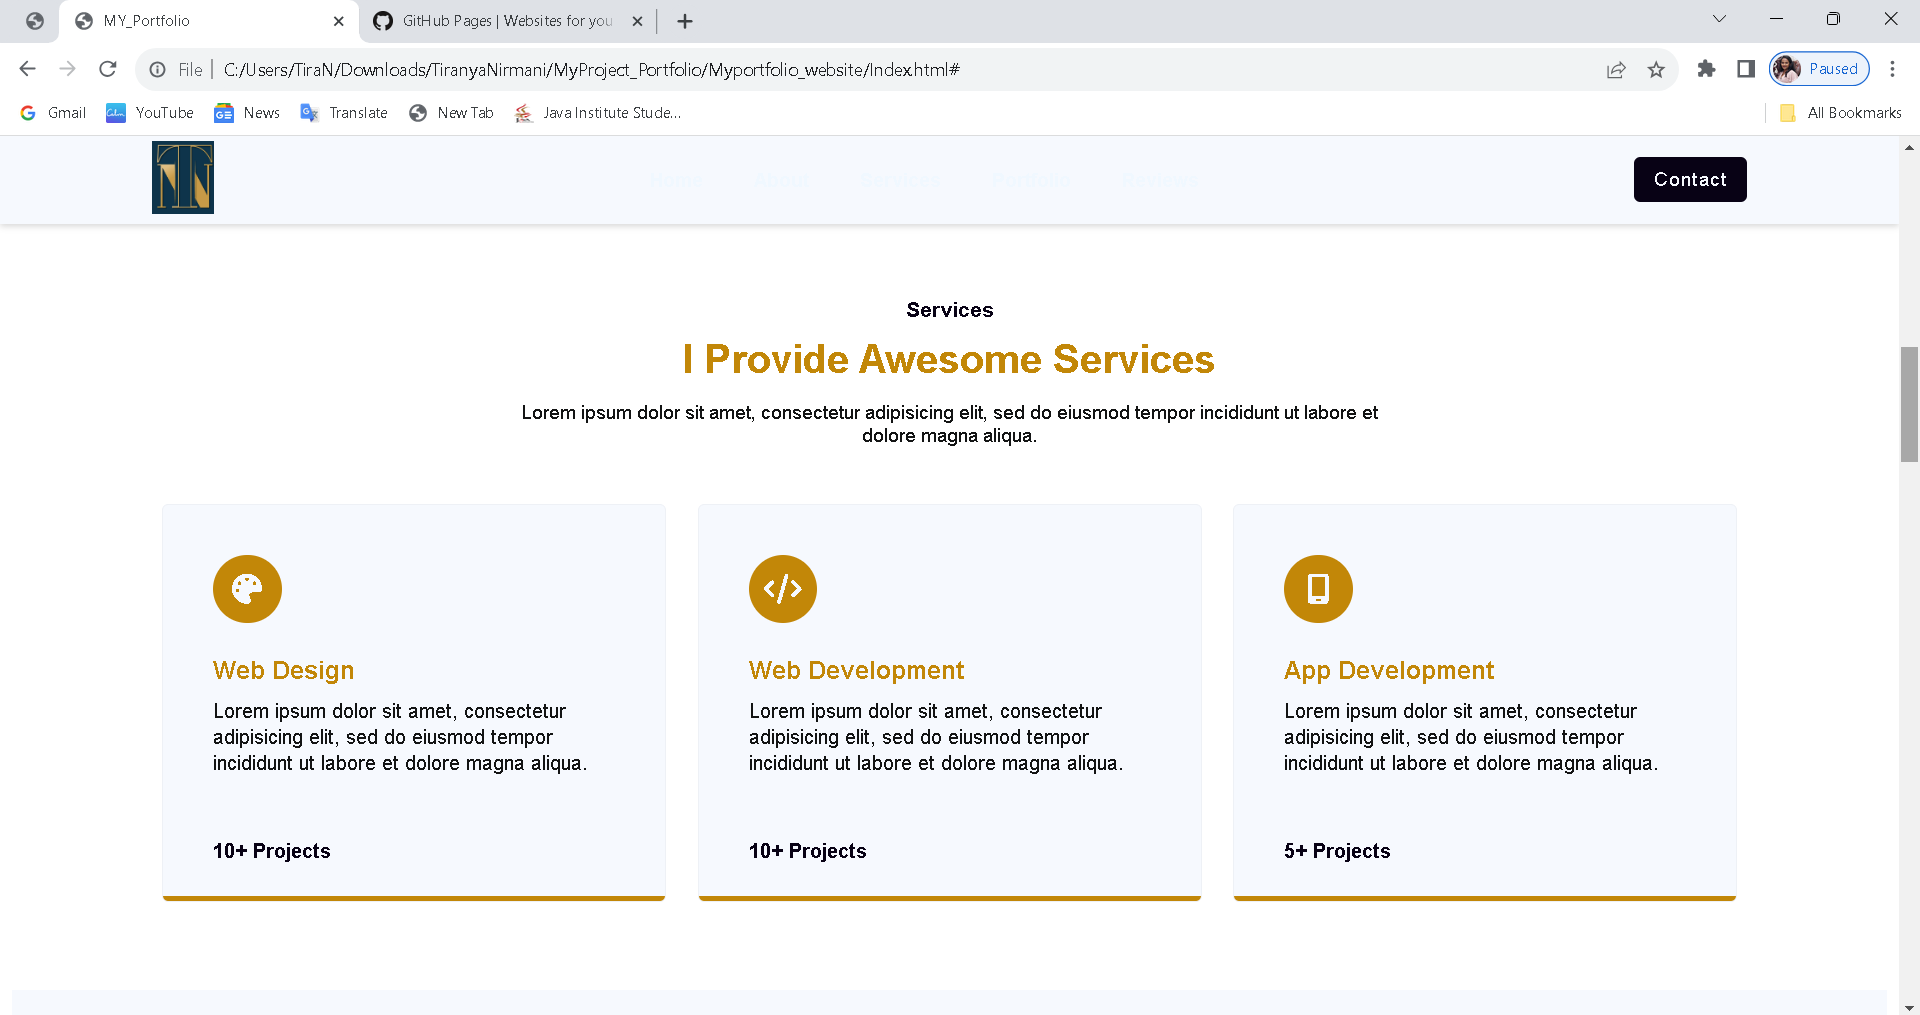 MY_Portfolio
GitHub Pages | Websites for you
File
C:/Users/TiraN/Downloads/TiranyaNirmani/MyProject_Portfolio/Myportfolio_website/Index.html#
Paused
Gmail
YouTube
News
Translate
New Tab
Java Institute Stude...
All Bookmarks
TN
Home
About
Services
Portfolio
Reviews
Contact
Services
I Provide Awesome Services
Lorem ipsum dolor sit amet, consectetur adipisicing elit, sed do eiusmod tempor incididunt ut labore et
dolore magna aliqua.
Web Design
Lorem ipsum dolor sit amet, consectetur
adipisicing elit, sed do eiusmod tempor
incididunt ut labore et dolore magna aliqua.
10+ Projects
Web Development
Lorem ipsum dolor sit amet, consectetur
adipisicing elit, sed do eiusmod tempor
incididunt ut labore et dolore magna aliqua.
10+ Projects
App Development
Lorem ipsum dolor sit amet, consectetur
adipisicing elit, sed do eiusmod tempor
incididunt ut labore et dolore magna aliqua.
5+ Projects